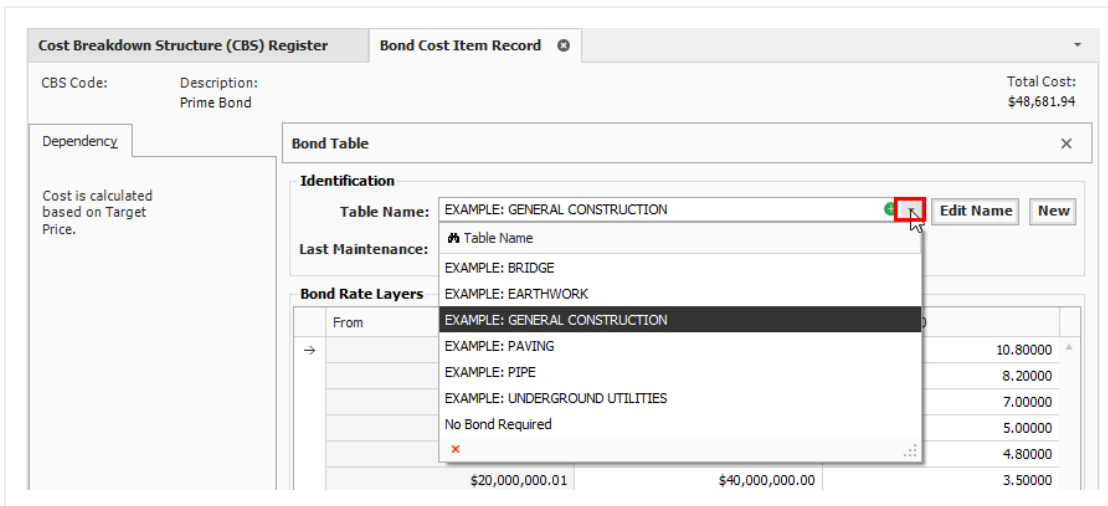 Cost Breakdown Structure (CBS) Register Bond Cost Item Record
CBS Code: Description: Total Cost:
Prime Bond $48,681.94
Dependency Bond Table
Cost is calculated
based on Target
Price.
Identification
Table Name: EXAMPLE: GENERAL CONSTRUCTION Edit Name New
Last Maintenance:
Table Name
EXAMPLE: BRIDGE
EXAMPLE: EARTHWORK
EXAMPLE: GENERAL CONSTRUCTION
EXAMPLE: PAVING
EXAMPLE: PIPE
EXAMPLE: UNDERGROUND UTILITIES
No Bond Required
Bond Rate Layers
From
10.80000
8.20000
7.00000
5.00000
4.80000
$20,000,000.01 $40,000,000.00 3.50000